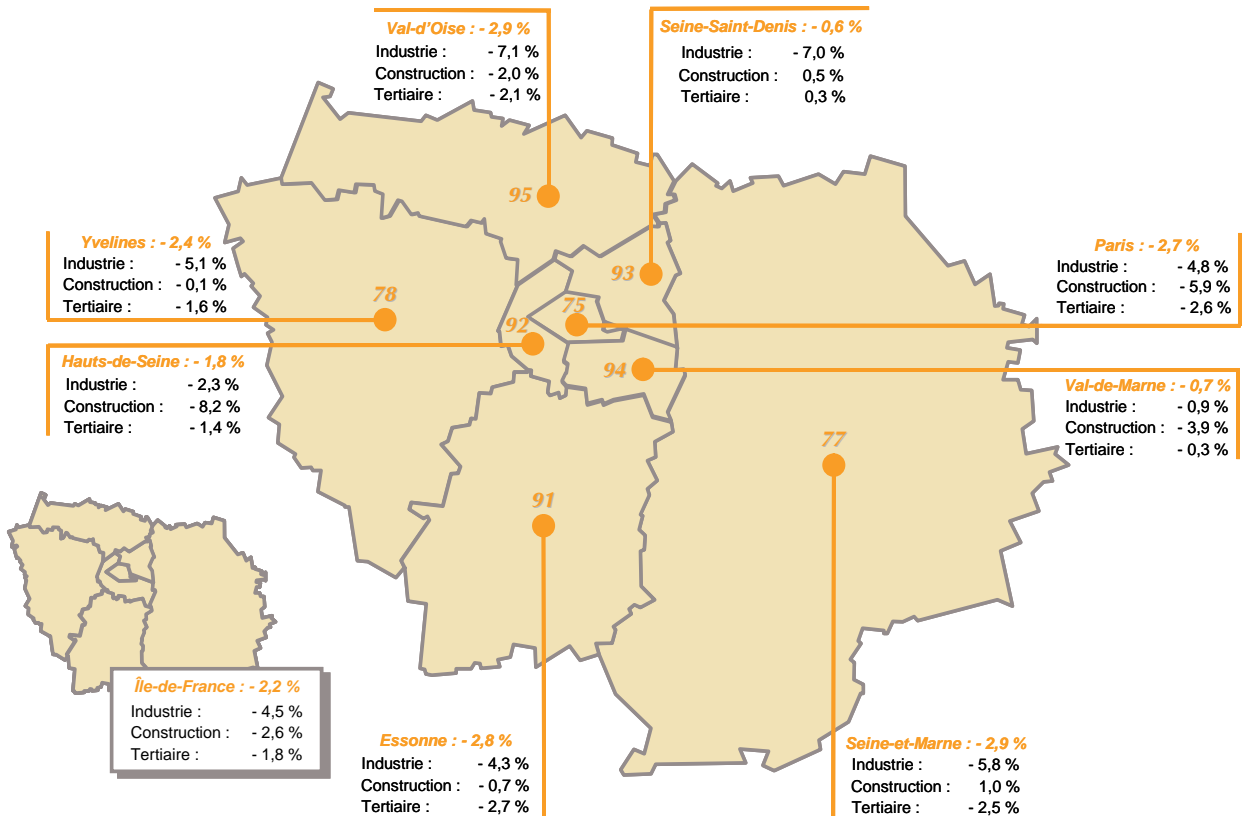 Val-d'Oise : - 2,9 %
Industrie : - 7,1 %
Construction : - 2,0 %
Tertiaire : - 2,1 %
Seine-Saint-Denis : - 0,6 %
Industrie : - 7,0 %
Construction : 0,5 %
Tertiaire : 0,3 %
95
Yvelines : - 2,4 %
Industrie : - 5,1 %
Construction : - 0,1 %
Tertiaire : - 1,6 %
Paris : - 2,7 %
Industrie : - 4,8 %
Construction : - 5,9 %
Tertiaire : - 2,6 %
93
78
75
92
94
Hauts-de-Seine : - 1,8 %
Industrie : - 2,3 %
Construction : - 8,2 %
Tertiaire : - 1,4 %
Val-de-Marne : - 0,7 %
Industrie : - 0,9 %
Construction : - 3,9 %
Tertiaire : - 0,3 %
77
91
Île-de-France : - 2,2 %
Industrie : - 4,5 %
Construction : - 2,6 %
Tertiaire : - 1,8 %
Essonne : - 2,8 %
Industrie : - 4,3 %
Construction : - 0,7 %
Tertiaire : - 2,7 %
Seine-et-Marne : - 2,9 %
Industrie : - 5,8 %
Construction : 1,0 %
Tertiaire : - 2,5 %